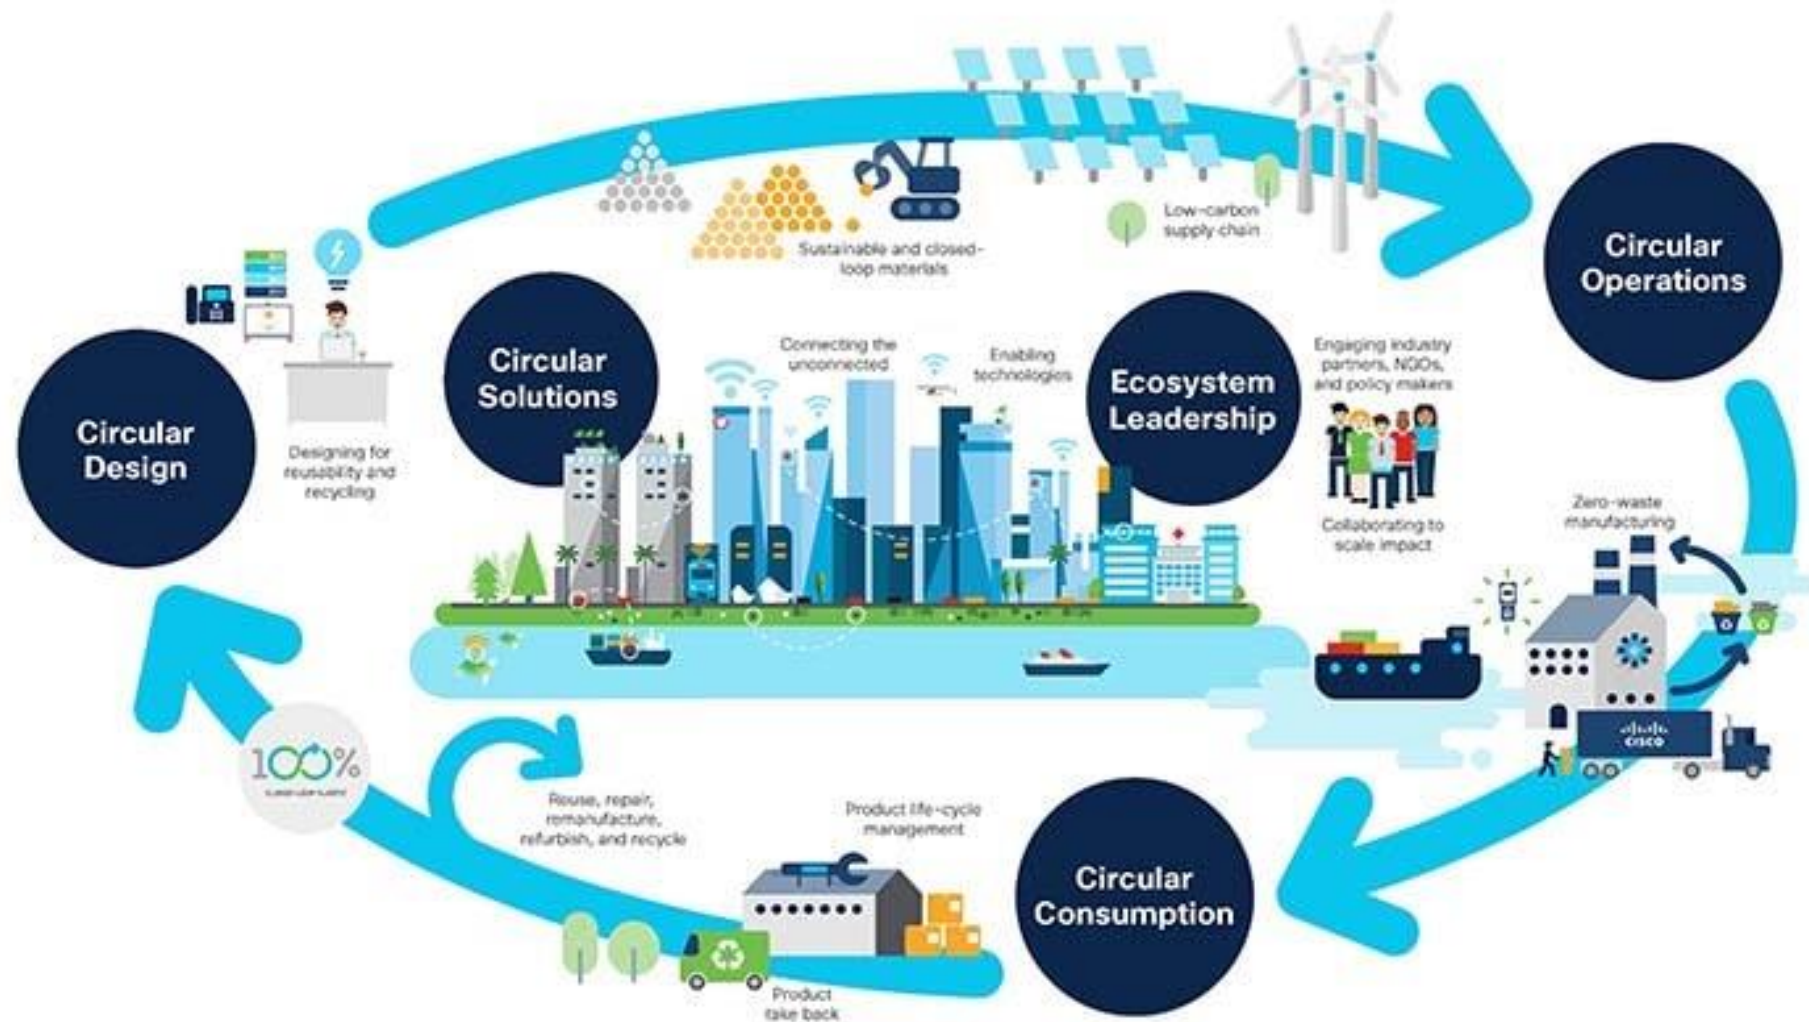 Circular
Design
Designing for
reusability and
recycling
Sustainable and closed-
loop materials
Low-carbon
supply chain
Circular
Operations
Circular
Solutions
Connecting the
unconnected
Enabling
technologies
Ecosystem
Leadership
Engaging industry
partners, NGOs,
and policy makers
Collaborating to
scale impact
Zero-waste
manufacturing
CISCO
Circular
Consumption
Product life-cycle
management
Product
take back
Reuse, repair,
remanufacture,
refurbish, and recycle
100%